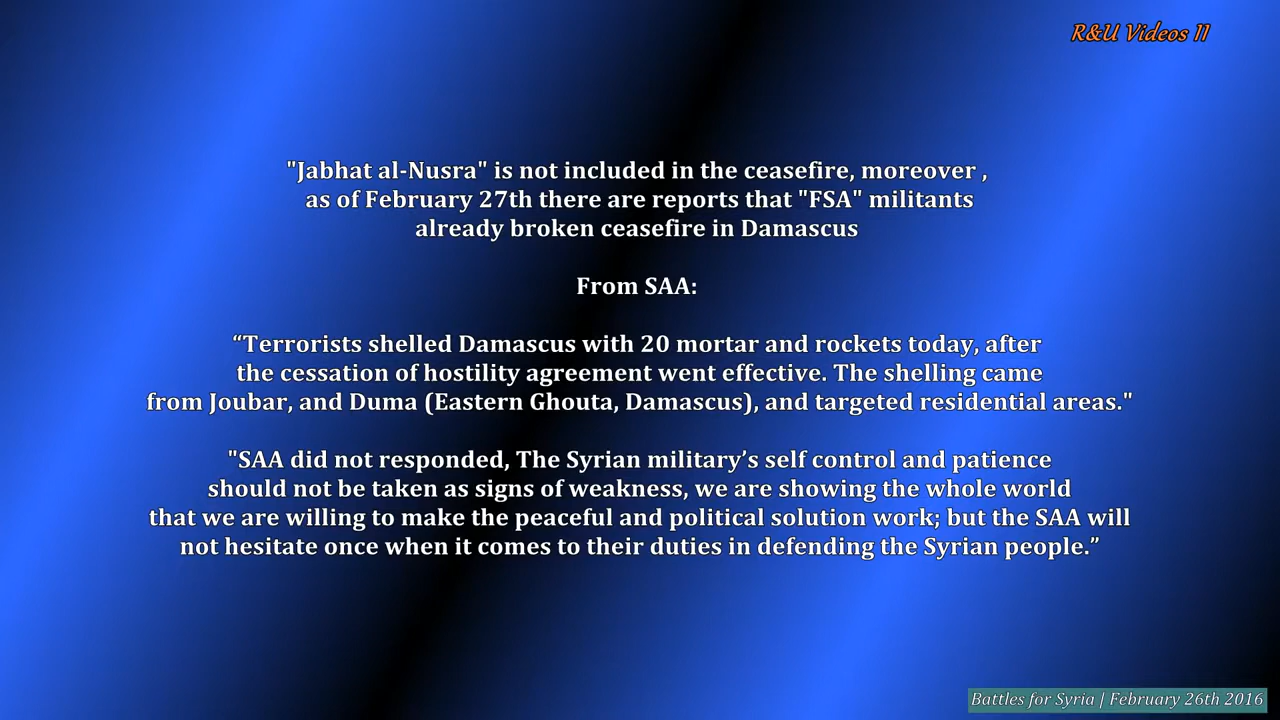 R&U Videos II
"Jabhat al-Nusra" is not included in the ceasefire, moreover ,
as of February 27th there are reports that "FSA" militants
already broken ceasefire in Damascus
From SAA:
“Terrorists shelled Damascus with 20 mortar and rockets today, after
the cessation of hostility agreement went effective. The shelling came
from Joubar, and Duma (Eastern Ghouta, Damascus), and targeted residential areas."
"SAA did not responded, The Syrian military’s self control and patience
should not be taken as signs of weakness, we are showing the whole world
that we are willing to make the peaceful and political solution work; but the SAA will
not hesitate once when it comes to their duties in defending the Syrian people.”
Battles for Syria | February 26th 2016